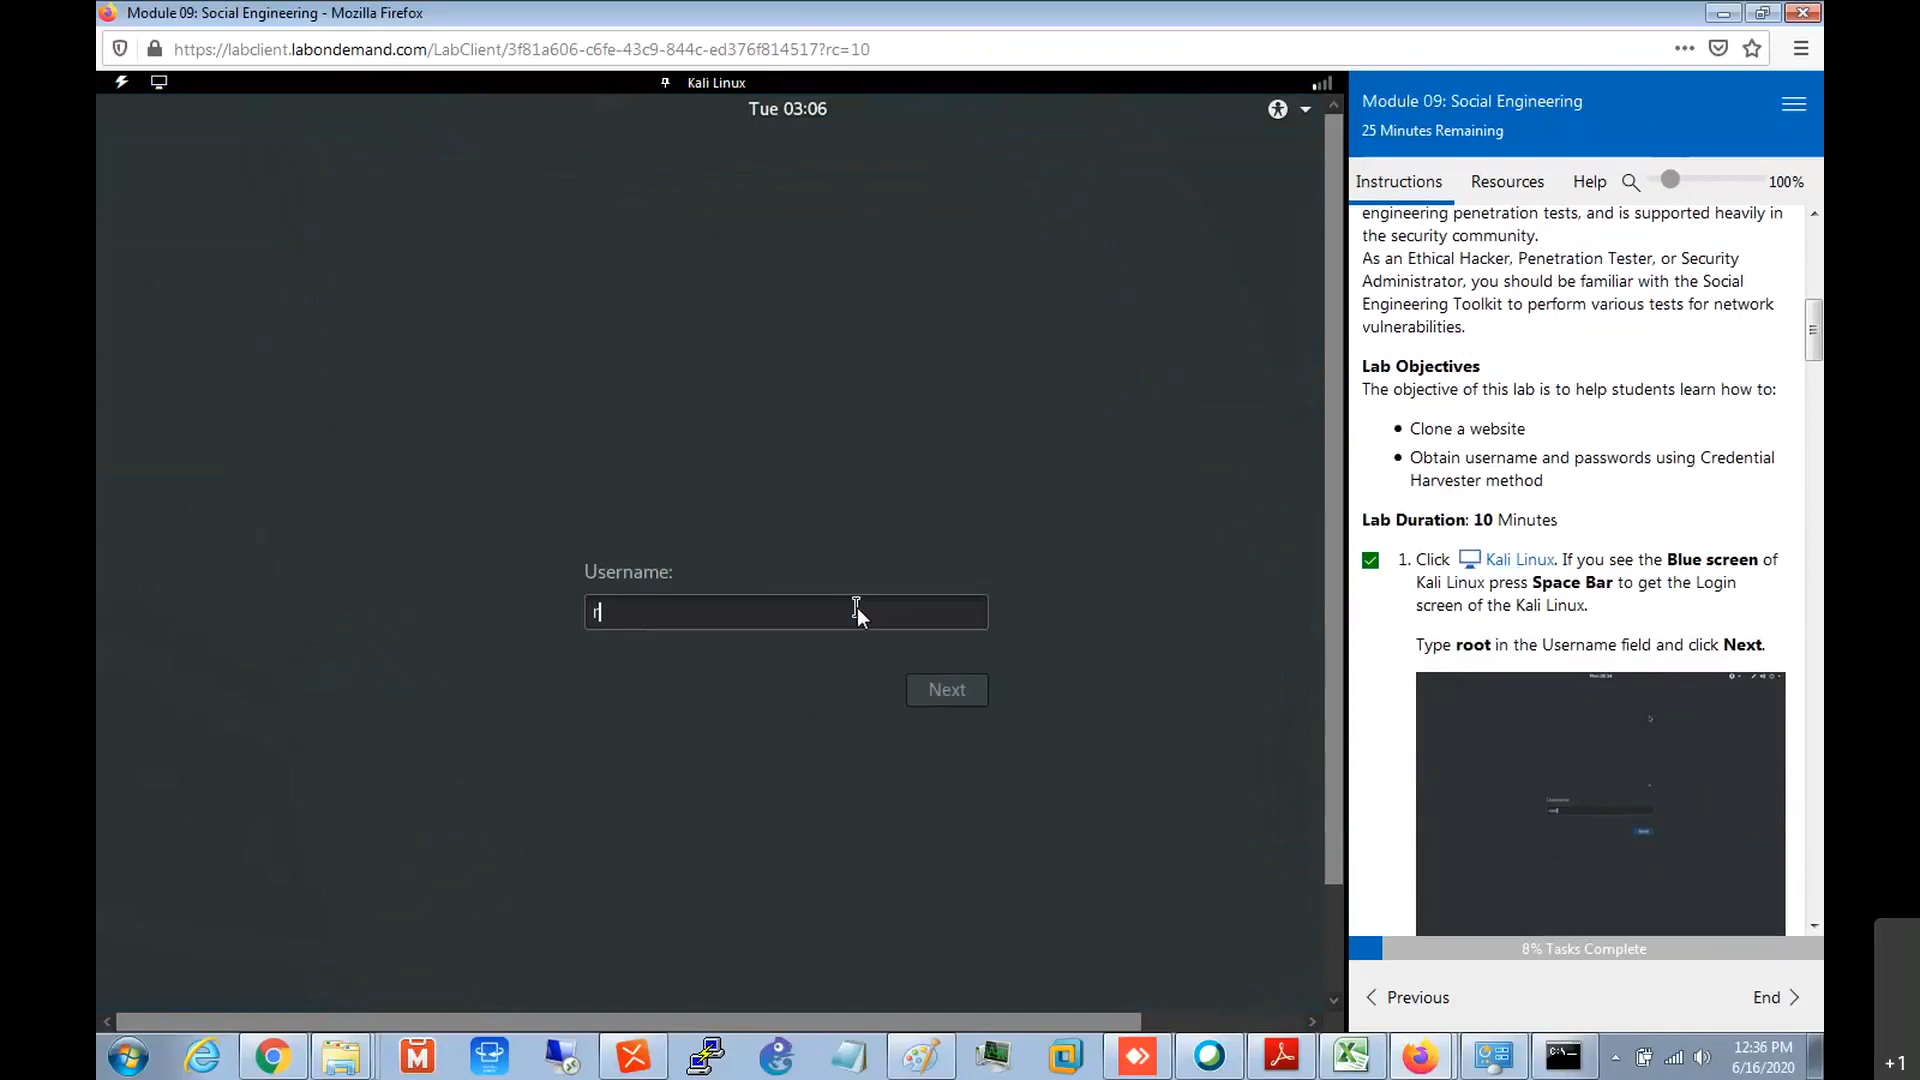 Module 09: Social Engineering - Mozilla Firefox
https://labclient.labondemand.com/LabClient/3f81a606-c6fe-43c9-844c-ed376f814517?rc=10
Kali Linux
Tue 03:06
Username:
r
Next
Module 09: Social Engineering
25 Minutes Remaining
Instructions Resources Help 100%
engineering penetration tests, and is supported heavily in
the security community.
As an Ethical Hacker, Penetration Tester, or Security
Administrator, you should be familiar with the Social
Engineering Toolkit to perform various tests for network
vulnerabilities.
Lab Objectives
The objective of this lab is to help students learn how to:
• Clone a website
• Obtain username and passwords using Credential
Harvester method
Lab Duration: 10 Minutes
1. Click Kali Linux. If you see the Blue screen of
Kali Linux press Space Bar to get the Login
screen of the Kali Linux.
Type root in the Username field and click Next.
8% Tasks Complete
Previous
End
12:36 PM
6/16/2020
+1